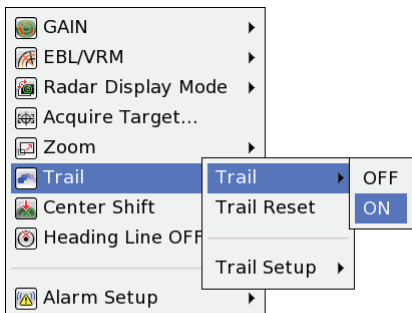 GAIN
EBL/VRM
Radar Display Mode
Acquire Target...
Zoom
Trail
Center Shift
Heading Line OFF
Alarm Setup
Trail
Trail Reset
Trail Setup
OFF
ON